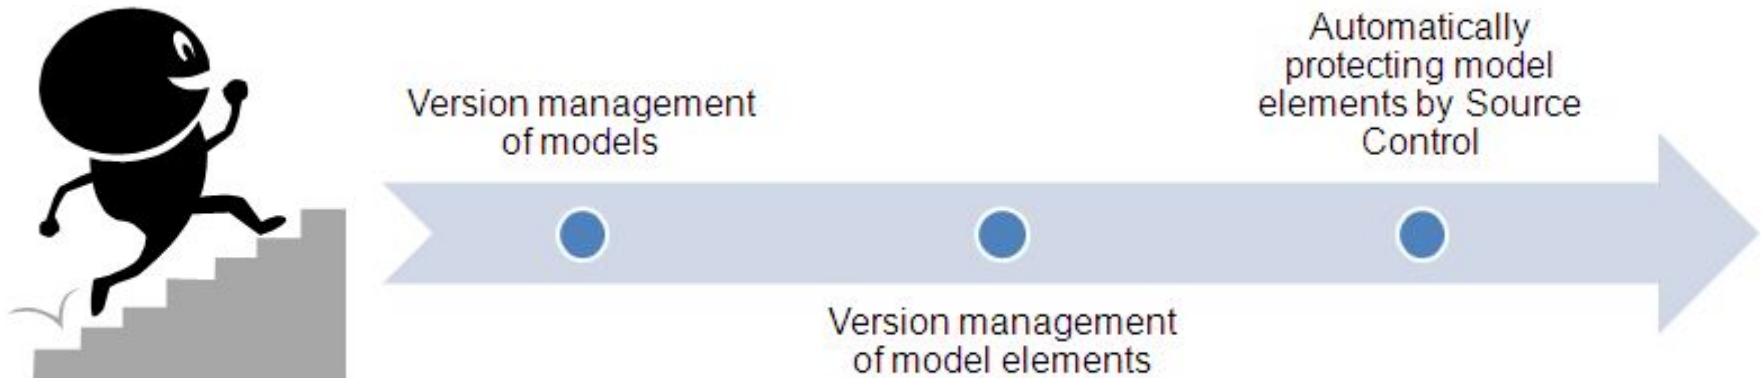 Version management
of models
Version management
of model elements
Automatically
protecting model
elements by Source
Control